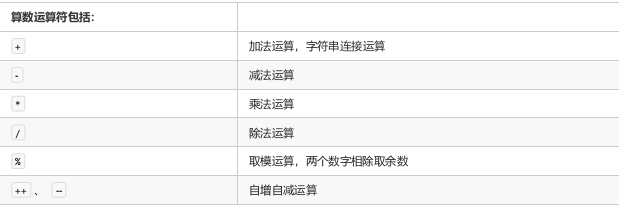 算数运算符包括：
+ 加法运算，字符串连接运算
- 减法运算
* 乘法运算
/ 除法运算
% 取模运算，两个数字相除取余数
++ 、 -- 自增自减运算